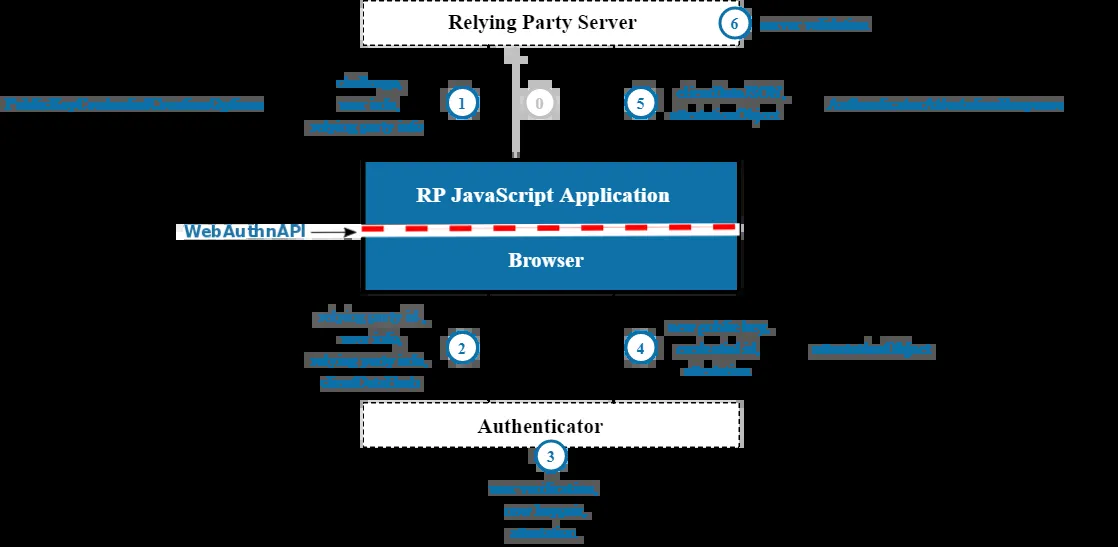 Relying Party Server
6
server validation
challenge,
user info,
relying party info
1
0
5
clientDataJSON,
attestationObject
PublicKeyCredentialCreationOptions
AuthenticatorAttestationResponse
RP JavaScript Application
WebAuthnAPI
Browser
relying party id,
user info,
relying party info,
clientDataHash
2
4
new public key,
credential id,
attestation
attestationObject
Authenticator
3
user verification,
new keypair,
attestation